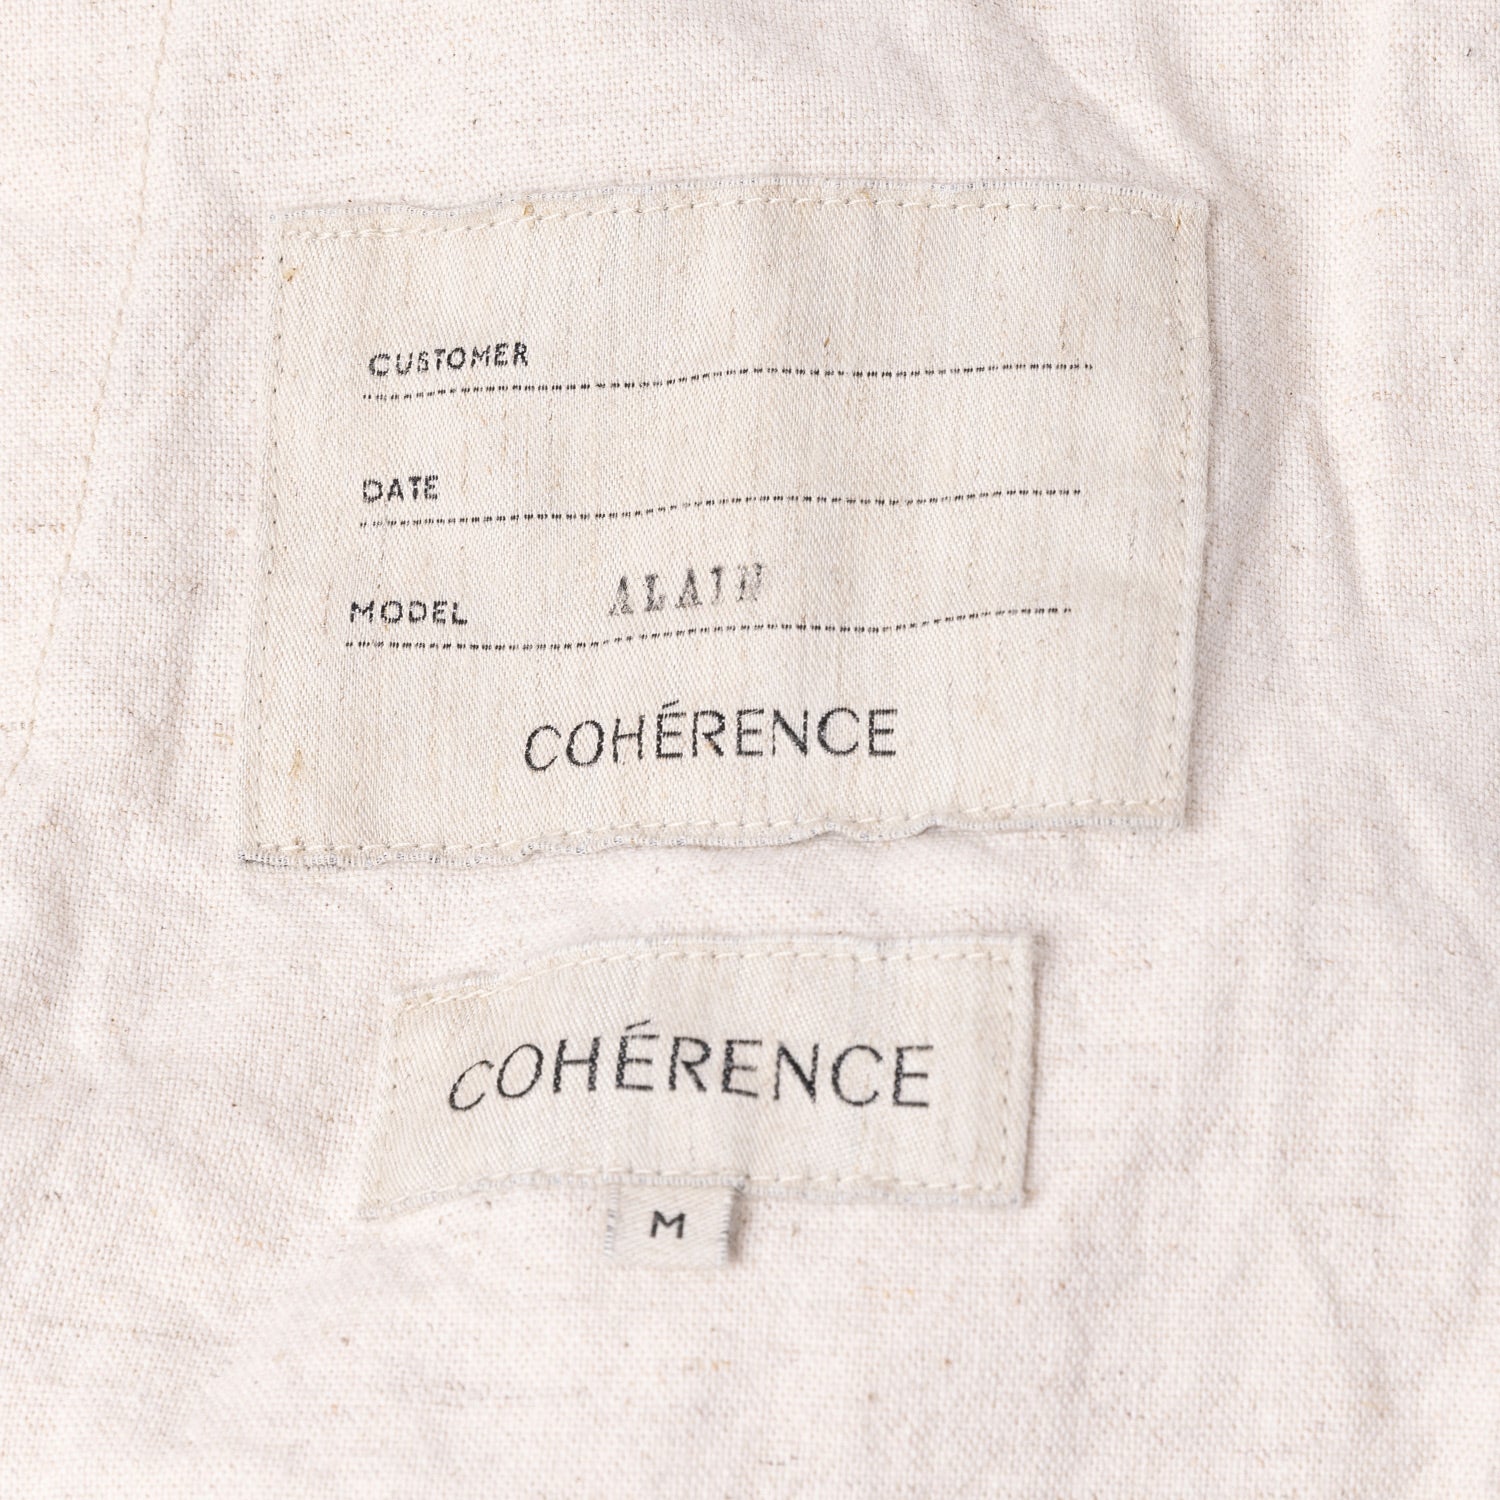 CUSTOMER
DATE
MODEL ALAIN
COHÉRENCE
COHÉRENCE
M